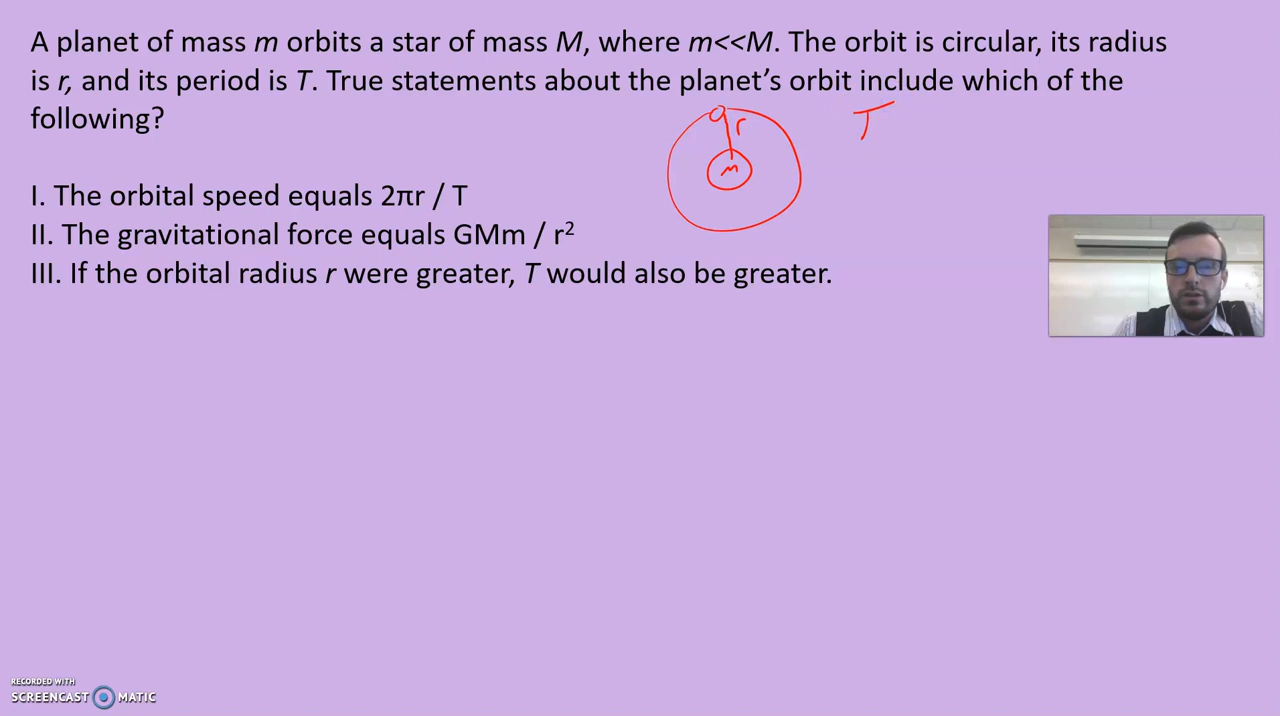 A planet of mass m orbits a star of mass M, where m<<M. The orbit is circular, its radius
is r, and its period is T. True statements about the planet’s orbit include which of the
following?
r
T
M
I. The orbital speed equals 2πr / T
II. The gravitational force equals GMm / r²
III. If the orbital radius r were greater, T would also be greater.
RECORDED WITH
SCREENCAST MATIC